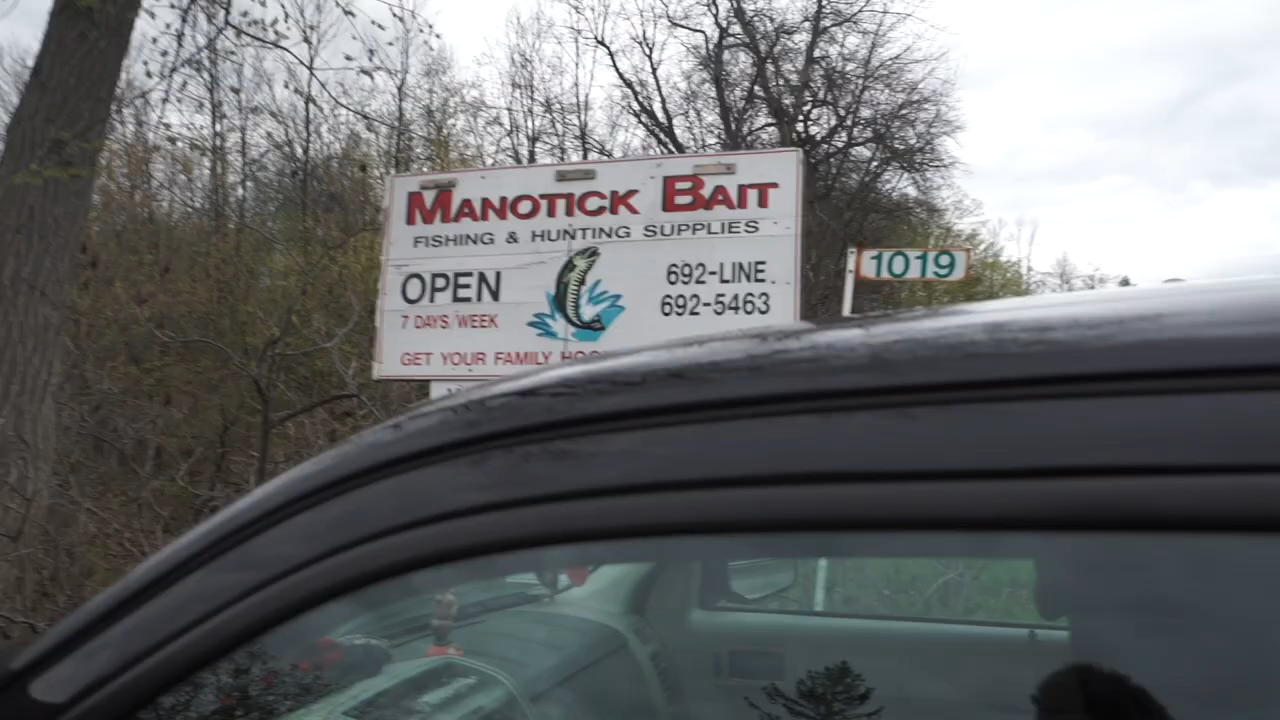 MANOTICK BAIT
FISHING & HUNTING SUPPLIES
OPEN
7 DAYS/WEEK
692-LINE
692-5463
GET YOUR FAMILY
1019